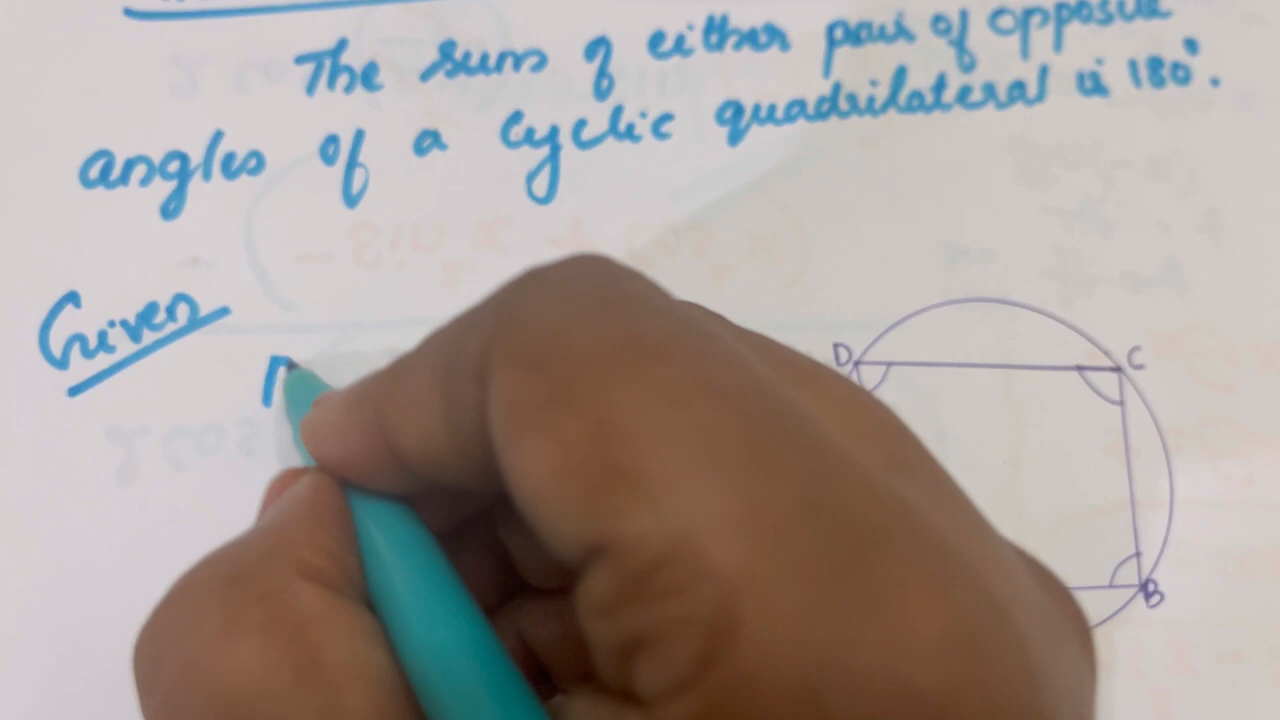 The sum of either pair of opposite
angles of a cyclic quadrilateral is 180°.
Given
D
C
B